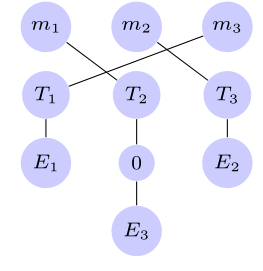 m₁ m₂ m₃
T₁ T₂ T₃
E₁ 0 E₂
E₃